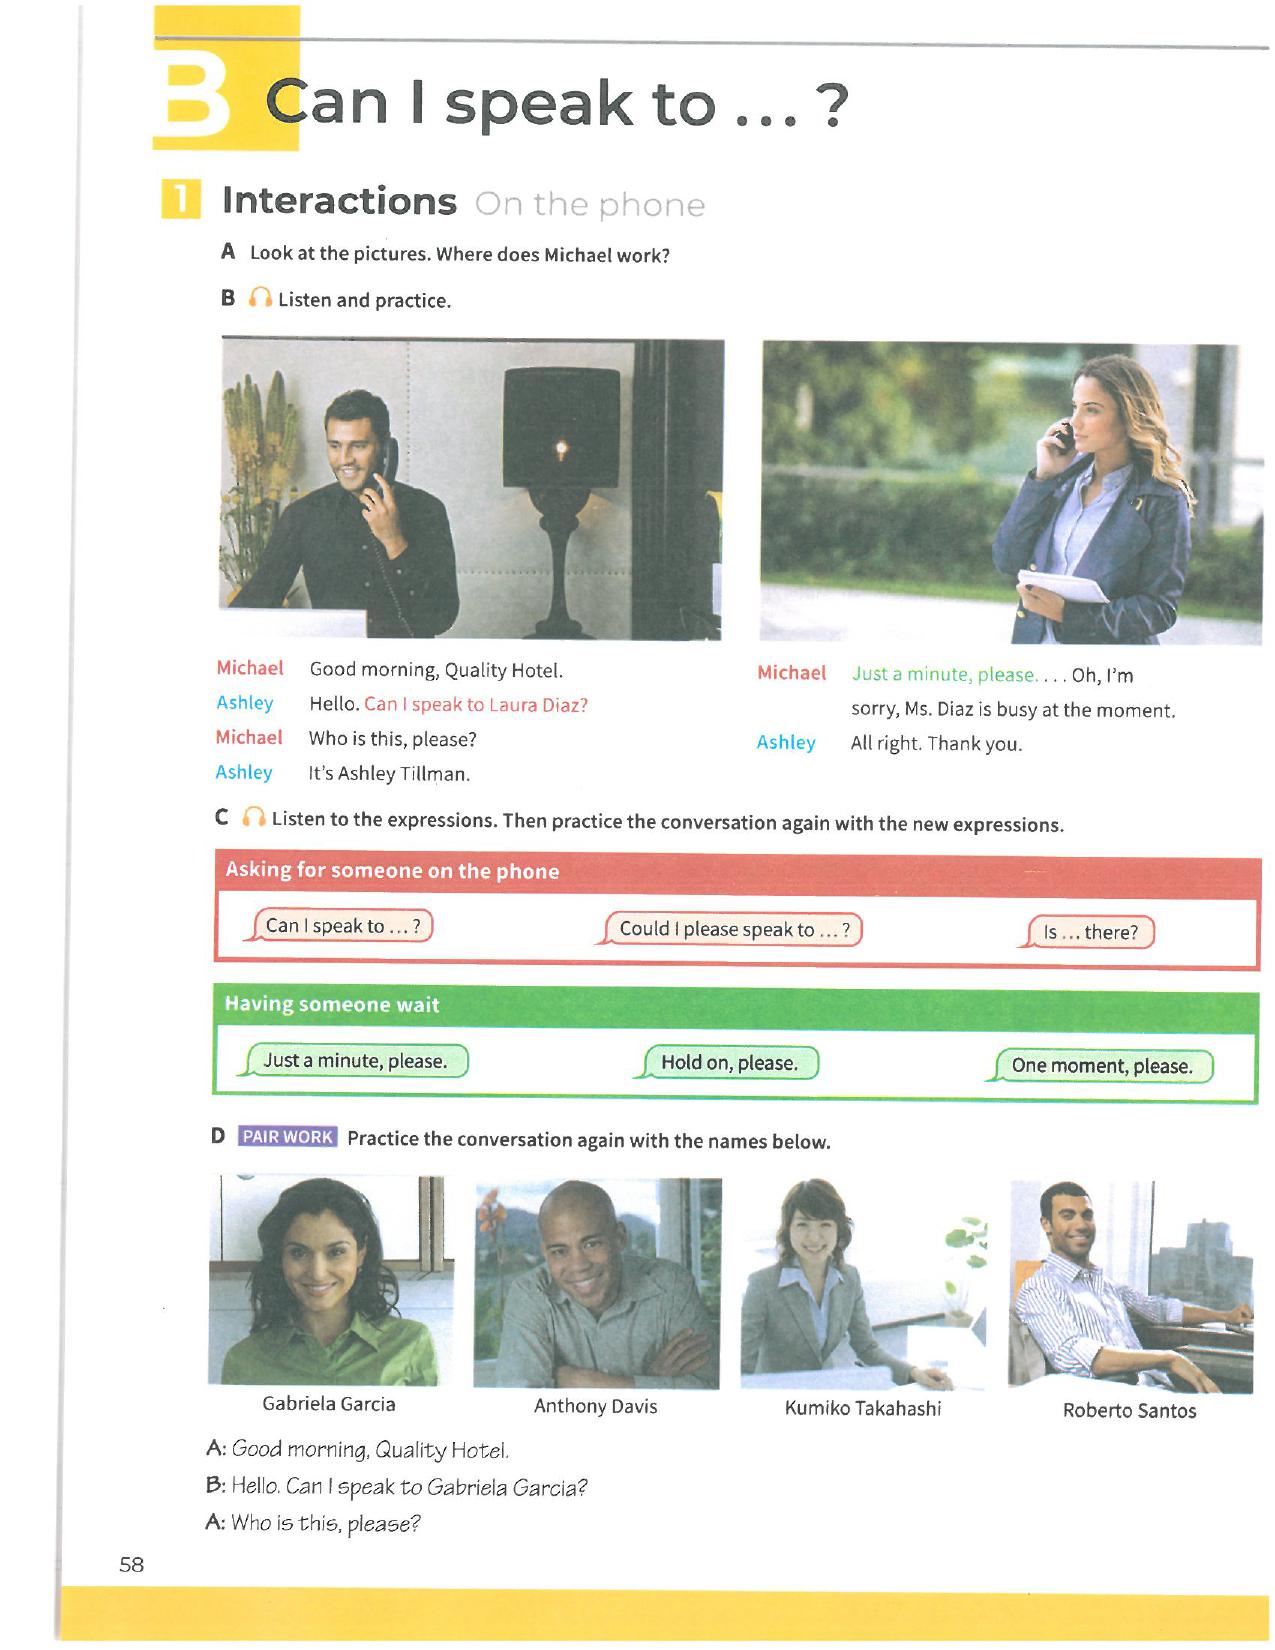 B Can I speak to ... ?
1 Interactions On the phone
A Look at the pictures. Where does Michael work?
B Listen and practice.
Michael Good morning, Quality Hotel.
Ashley Hello. Can I speak to Laura Diaz?
Michael Who is this, please?
Ashley It's Ashley Tillman.
Michael Just a minute, please. . . . Oh, I'm
sorry, Ms. Diaz is busy at the moment.
Ashley All right. Thank you.
C Listen to the expressions. Then practice the conversation again with the new expressions.
Asking for someone on the phone
Can I speak to ... ?
Could I please speak to ... ?
Is ... there?
Having someone wait
Just a minute, please.
Hold on, please.
One moment, please.
D PAIR WORK Practice the conversation again with the names below.
Gabriela Garcia
Anthony Davis
Kumiko Takahashi
Roberto Santos
A: Good morning, Quality Hotel.
B: Hello. Can I speak to Gabriela Garcia?
A: Who is this, please?
58